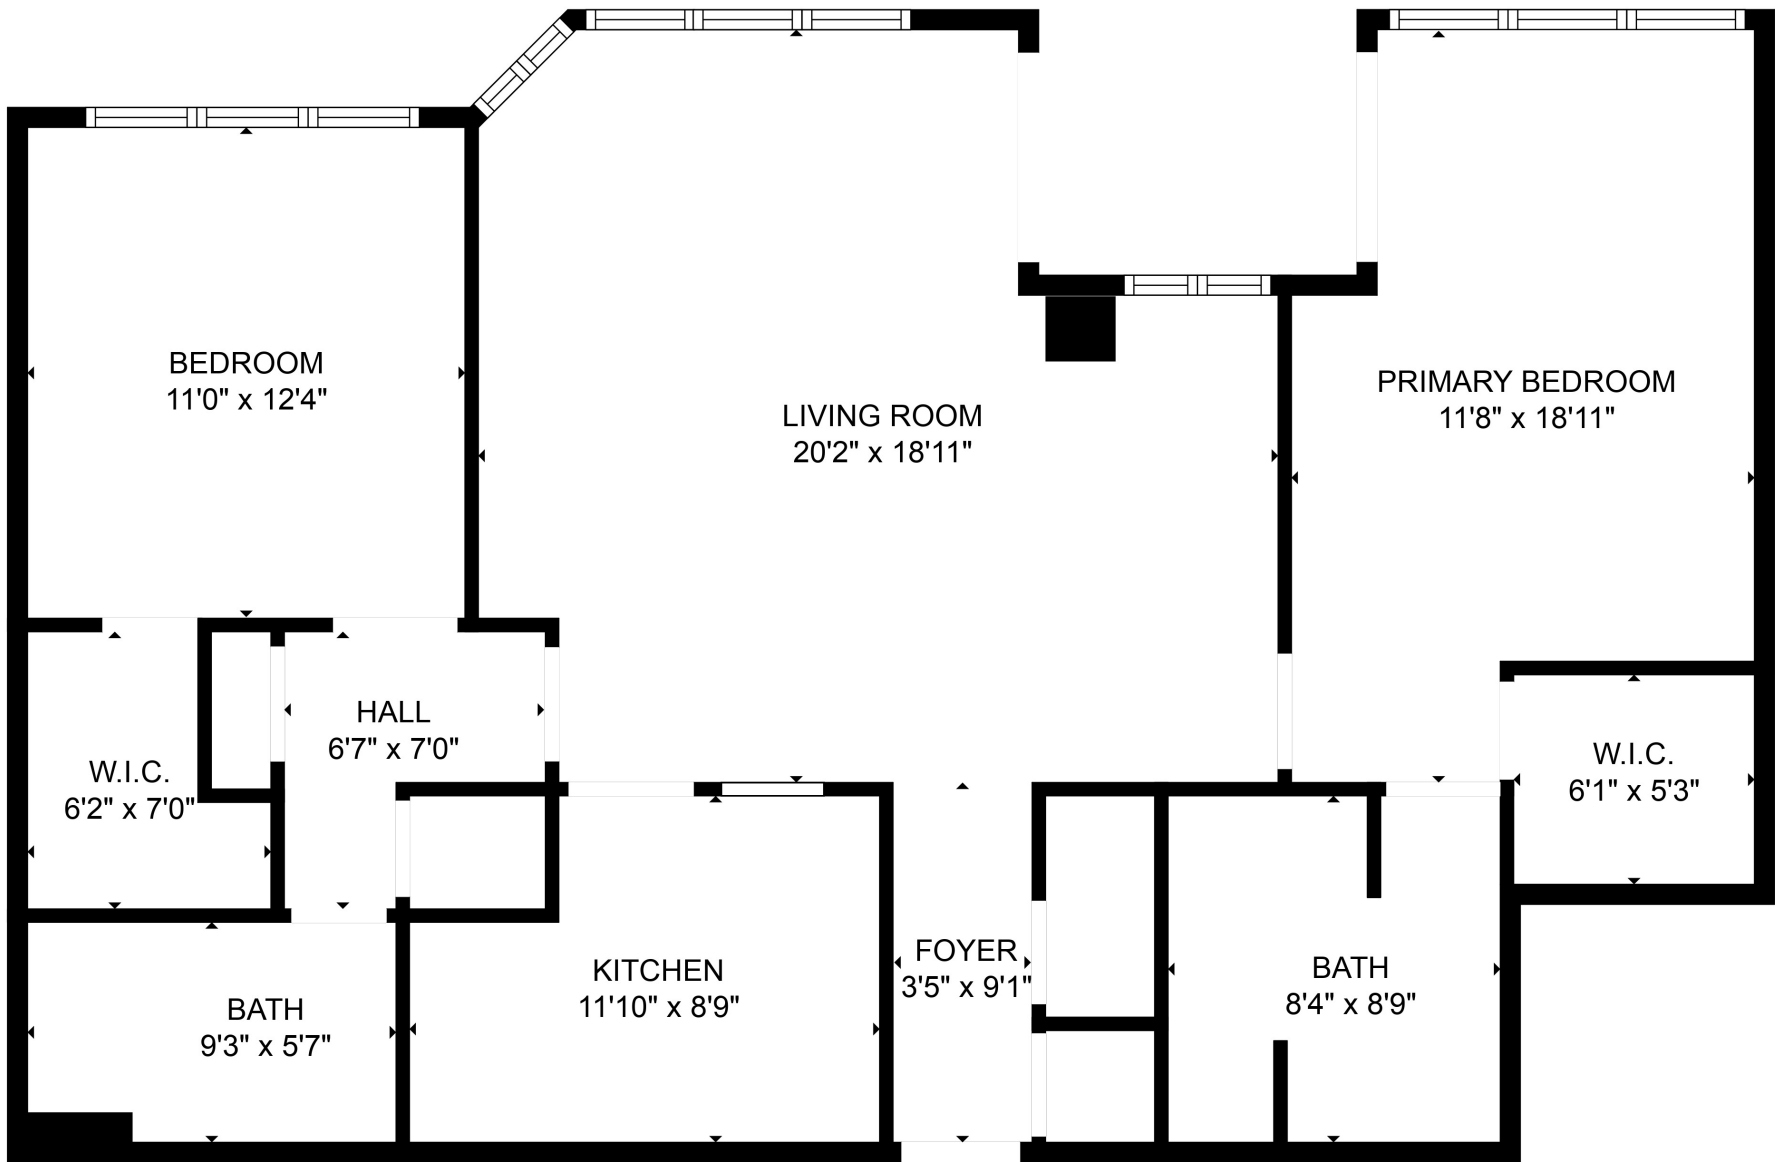 BEDROOM
11'0" x 12'4"
LIVING ROOM
20'2" x 18'11"
PRIMARY BEDROOM
11'8" x 18'11"
HALL
6'7" x 7'0"
W.I.C.
6'2" x 7'0"
W.I.C.
6'1" x 5'3"
BATH
9'3" x 5'7"
KITCHEN
11'10" x 8'9"
FOYER
3'5" x 9'1"
BATH
8'4" x 8'9"